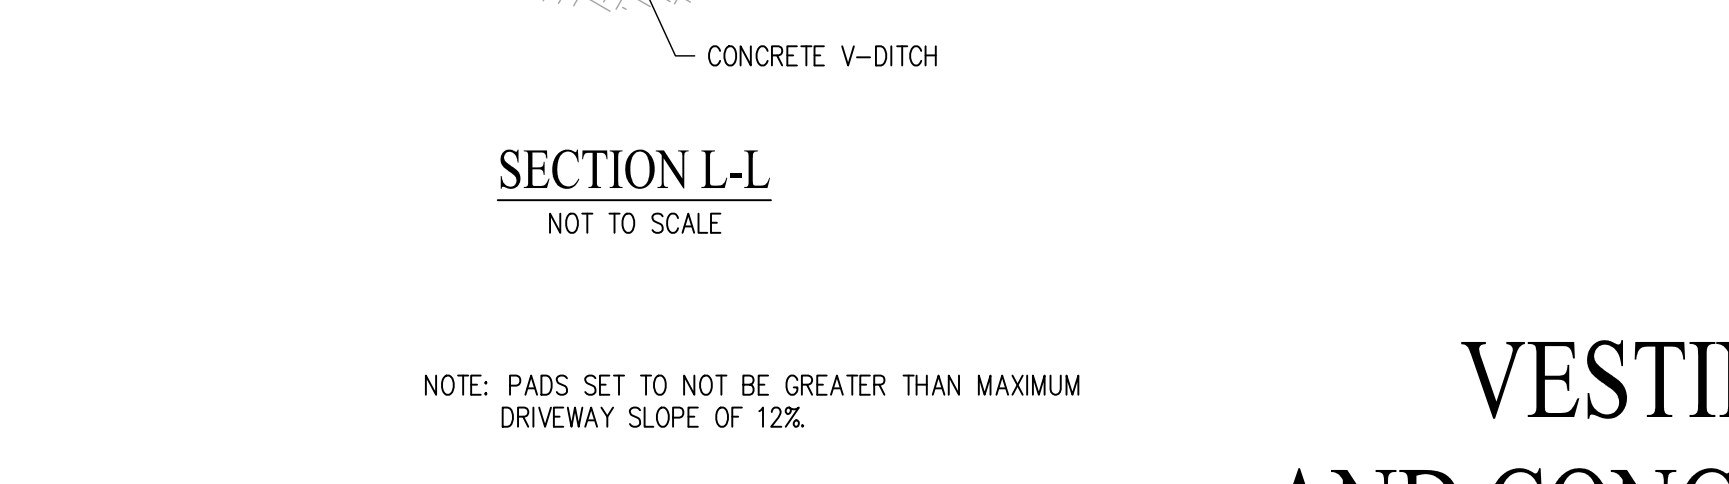 CONCRETE V-DITCH
SECTION L-L
NOT TO SCALE
NOTE: PADS SET TO NOT BE GREATER THAN MAXIMUM
DRIVEWAY SLOPE OF 12%.